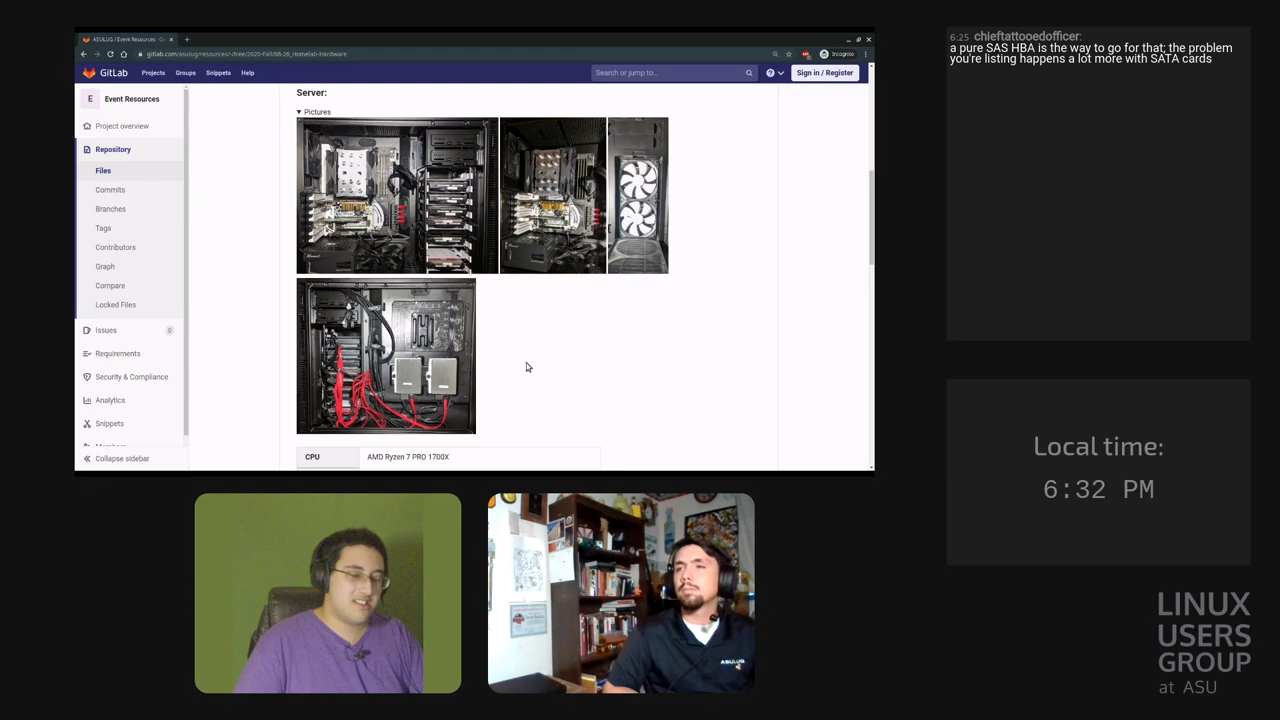 ASULUG / Event Resources
gitlab.com/asulug/resources/-/tree/2020-Fall/08-26_Homelab-Hardware
Incognito
GitLab
Projects
Groups
Snippets
Help
Search or jump to...
Sign in / Register
E
Event Resources
Project overview
Repository
Files
Commits
Branches
Tags
Contributors
Graph
Compare
Locked Files
Issues
0
Requirements
Security & Compliance
Analytics
Snippets
Collapse sidebar
Server:
Pictures
CPU
AMD Ryzen 7 PRO 1700X
6:25 chieftattooedofficer:
a pure SAS HBA is the way to go for that; the problem
you're listing happens a lot more with SATA cards
Local time:
6:32 PM
ASULUG
LINUX
USERS
GROUP
at ASU